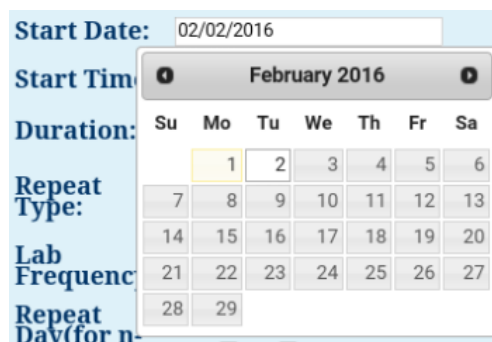 Start Date: 02/02/2016
Start Tim
February 2016
Duration:
Su Mo Tu We Th Fr Sa
1 2 3 4 5 6
Repeat
Type:
7 8 9 10 11 12 13
14 15 16 17 18 19 20
Lab
Frequenc
21 22 23 24 25 26 27
Repeat
28 29
Day(for n-